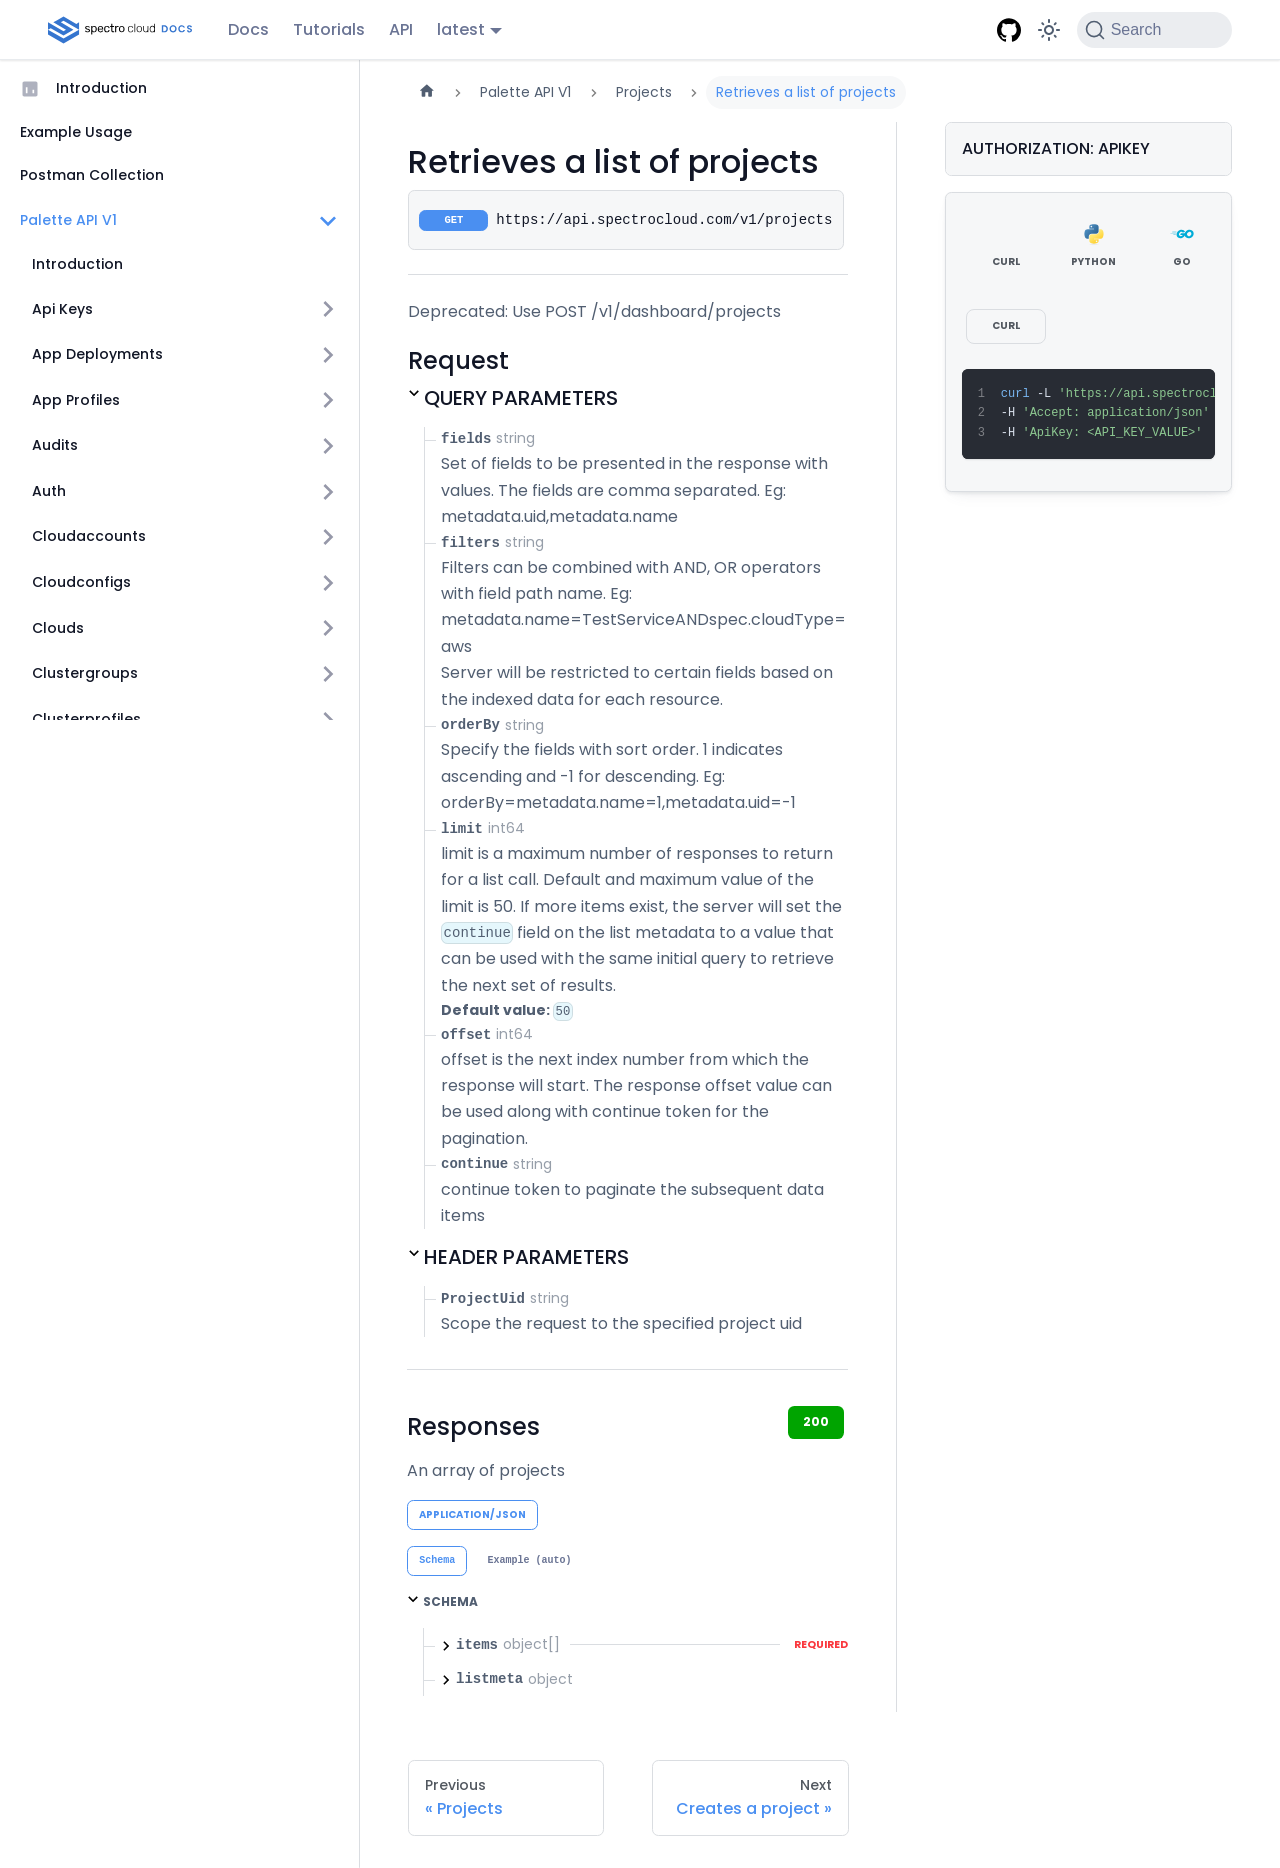 spectro cloud DOCS
Docs
Tutorials
API
latest
Search
Introduction
Example Usage
Postman Collection
Palette API V1
Introduction
Api Keys
App Deployments
App Profiles
Audits
Auth
Cloudaccounts
Cloudconfigs
Clouds
Clustergroups
Clusterprofiles
Palette API V1
Projects
Retrieves a list of projects
Retrieves a list of projects
GET https://api.spectrocloud.com/v1/projects
Deprecated: Use POST /v1/dashboard/projects
Request
QUERY PARAMETERS
fields string
Set of fields to be presented in the response with
values. The fields are comma separated. Eg:
metadata.uid,metadata.name
filters string
Filters can be combined with AND, OR operators
with field path name. Eg:
metadata.name=TestServiceANDspec.cloudType=
aws
Server will be restricted to certain fields based on
the indexed data for each resource.
orderBy string
Specify the fields with sort order. 1 indicates
ascending and -1 for descending. Eg:
orderBy=metadata.name=1,metadata.uid=-1
limit int64
limit is a maximum number of responses to return
for a list call. Default and maximum value of the
limit is 50. If more items exist, the server will set the
continue field on the list metadata to a value that
can be used with the same initial query to retrieve
the next set of results.
Default value: 50
offset int64
offset is the next index number from which the
response will start. The response offset value can
be used along with continue token for the
pagination.
continue string
continue token to paginate the subsequent data
items
HEADER PARAMETERS
ProjectUid string
Scope the request to the specified project uid
Responses
200
An array of projects
APPLICATION/JSON
Schema
Example (auto)
SCHEMA
items object[] REQUIRED
listmeta object
Previous
« Projects
Next
Creates a project »
AUTHORIZATION: APIKEY
CURL
PYTHON
GO
CURL
1 curl -L 'https://api.spectrocl
2 -H 'Accept: application/json'
3 -H 'ApiKey: <API_KEY_VALUE>'